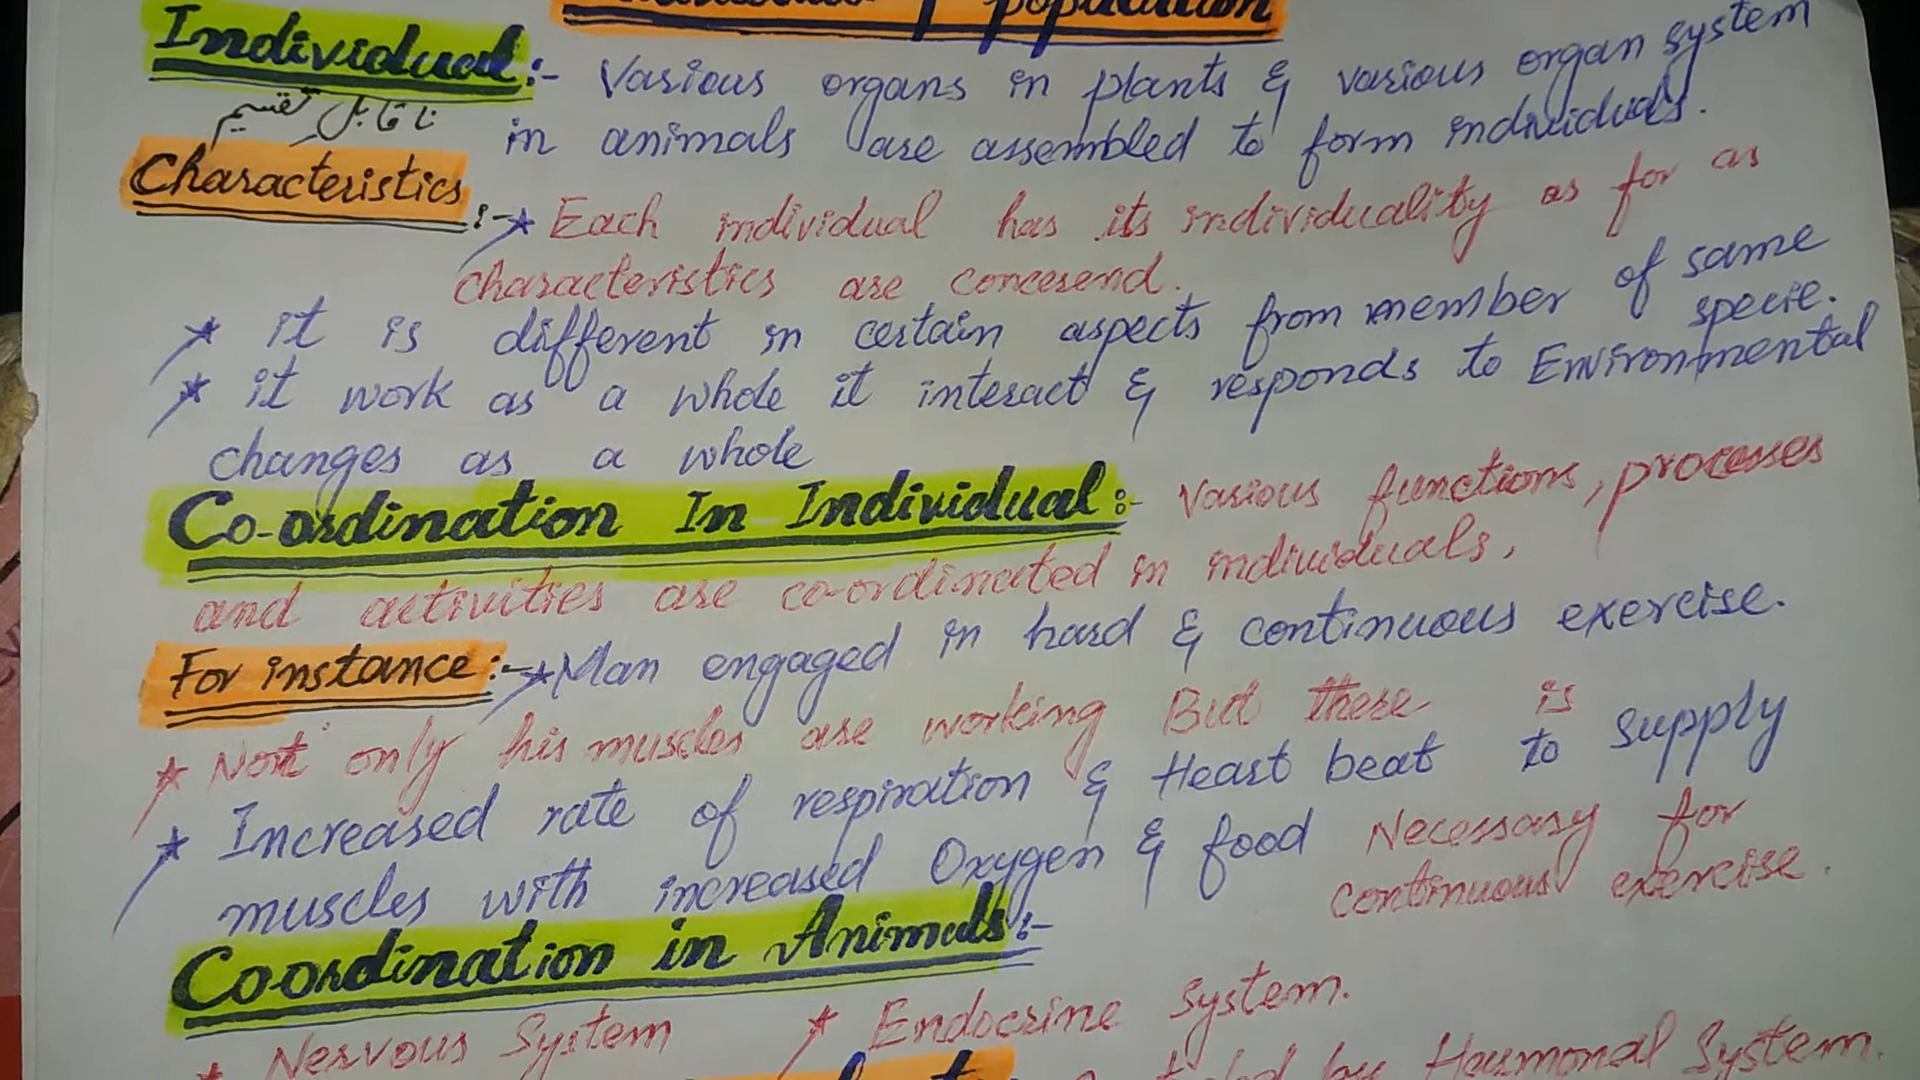 population
Individual:- Various organs in plants & various organ system
ناقابل تقسیم
in animals are assembled to form individuals.
Characteristics:- * Each individual has its individuality as for as
characteristics are concerend.
* it is different in certain aspects from member of same
specie.
* it work as a whole it interact & responds to Environmental
changes as a whole
Co-ordination In Individual:- Various functions, processes
and activities are co-ordinated in individuals,
For instance:- * Man engaged in hard & continuous exercise.
* Not only his muscles are working But there is
* Increased rate of respiration & Heart beat to supply
muscles with increased Oxygen & food Necessary for
continuous exercise.
Coordination in Animals:-
* Nervous System * Endocrine System.
by Harmonal System.